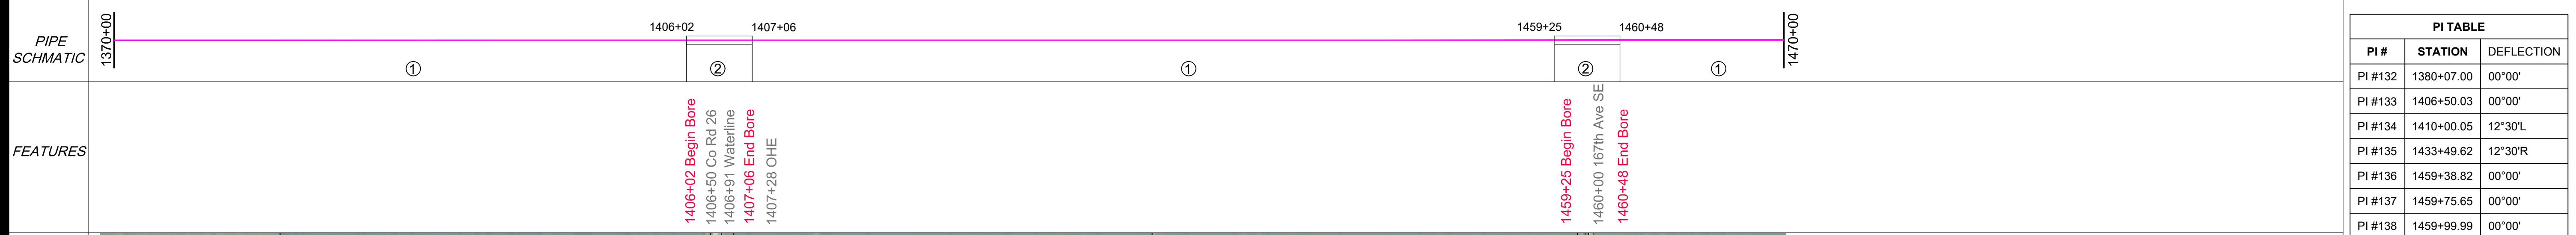 PIPE
SCHMATIC
1370+00
1406+02
1407+06
1459+25
1460+48
1470+00
①
②
①
②
①
FEATURES
1406+02 Begin Bore
1406+50 Co Rd 26
1406+91 Waterline
1407+06 End Bore
1407+28 OHE
1459+25 Begin Bore
1460+00 167th Ave SE
1460+48 End Bore
PI TABLE
PI # STATION DEFLECTION
PI #132 1380+07.00 00°00'
PI #133 1406+50.03 00°00'
PI #134 1410+00.05 12°30'L
PI #135 1433+49.62 12°30'R
PI #136 1459+38.82 00°00'
PI #137 1459+75.65 00°00'
PI #138 1459+99.99 00°00'